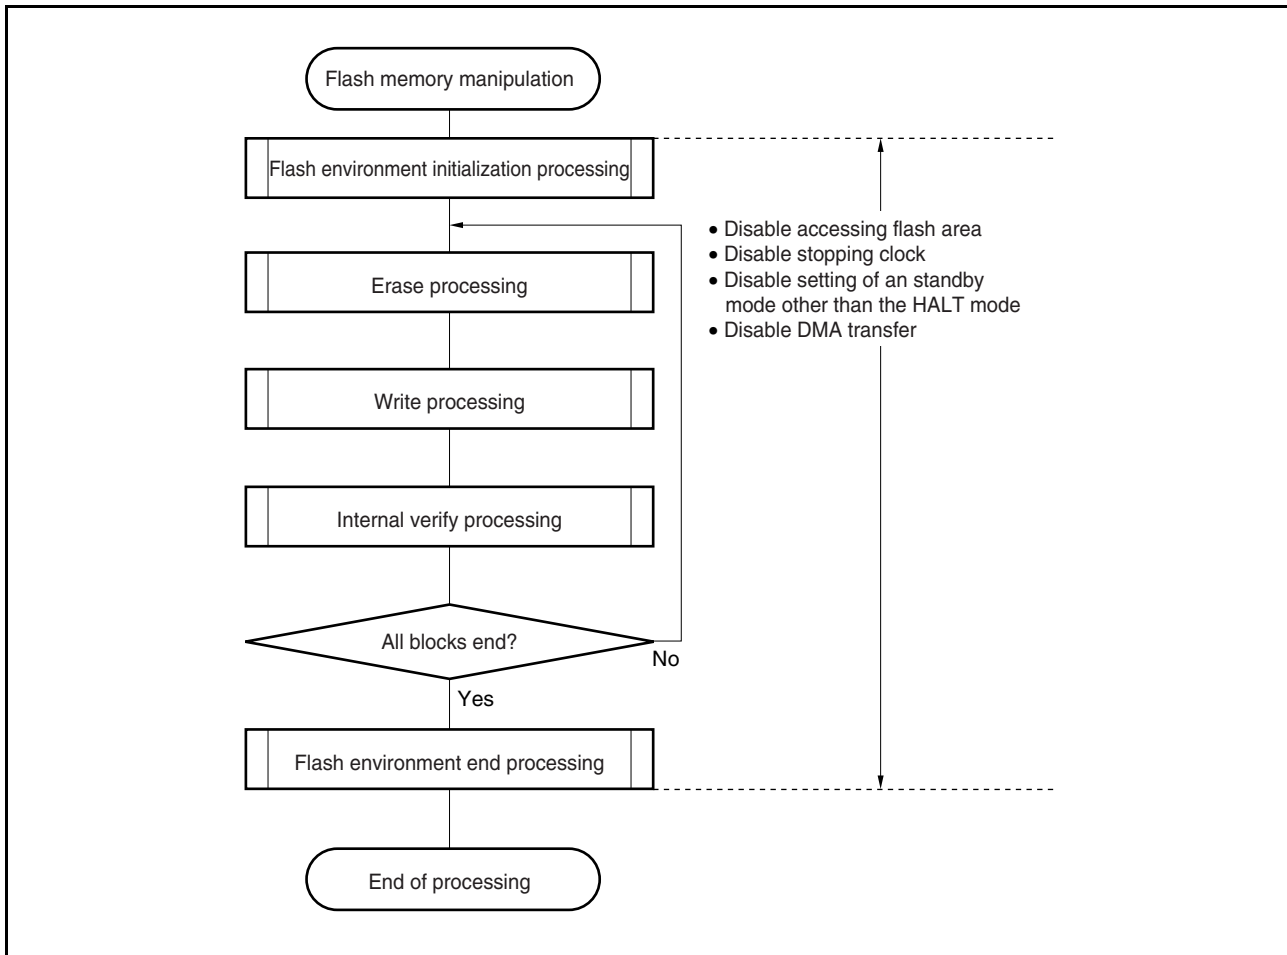 Flash memory manipulation
Flash environment initialization processing
● Disable accessing flash area
● Disable stopping clock
● Disable setting of an standby
mode other than the HALT mode
● Disable DMA transfer
Erase processing
Write processing
Internal verify processing
All blocks end?
No
Yes
Flash environment end processing
End of processing